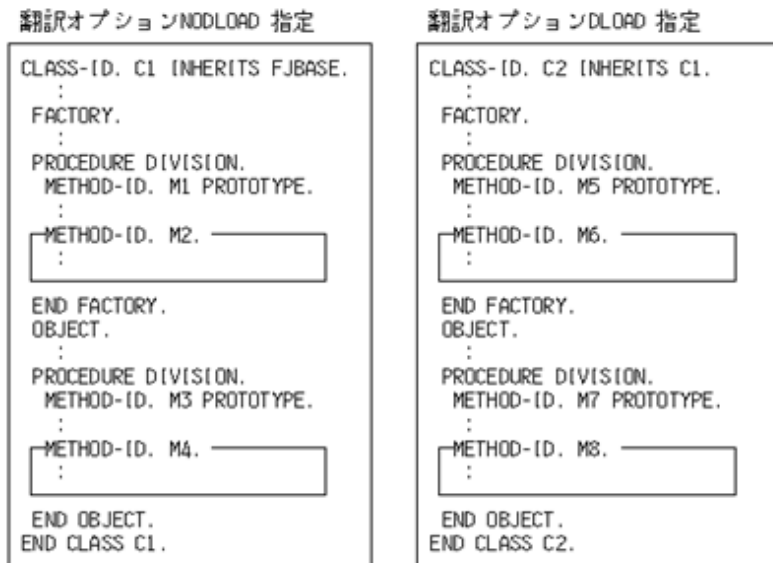 翻訳オプションNODLOAD 指定
CLASS-ID. C1 INHERITS FJBASE.
:
FACTORY.
:
PROCEDURE DIVISION.
METHOD-ID. M1 PROTOTYPE.
:
METHOD-ID. M2.
:
END FACTORY.
OBJECT.
:
PROCEDURE DIVISION.
METHOD-ID. M3 PROTOTYPE.
:
METHOD-ID. M4.
:
END OBJECT.
END CLASS C1.
翻訳オプションDLOAD 指定
CLASS-ID. C2 INHERITS C1.
:
FACTORY.
:
PROCEDURE DIVISION.
METHOD-ID. M5 PROTOTYPE.
:
METHOD-ID. M6.
:
END FACTORY.
OBJECT.
:
PROCEDURE DIVISION.
METHOD-ID. M7 PROTOTYPE.
:
METHOD-ID. M8.
:
END OBJECT.
END CLASS C2.